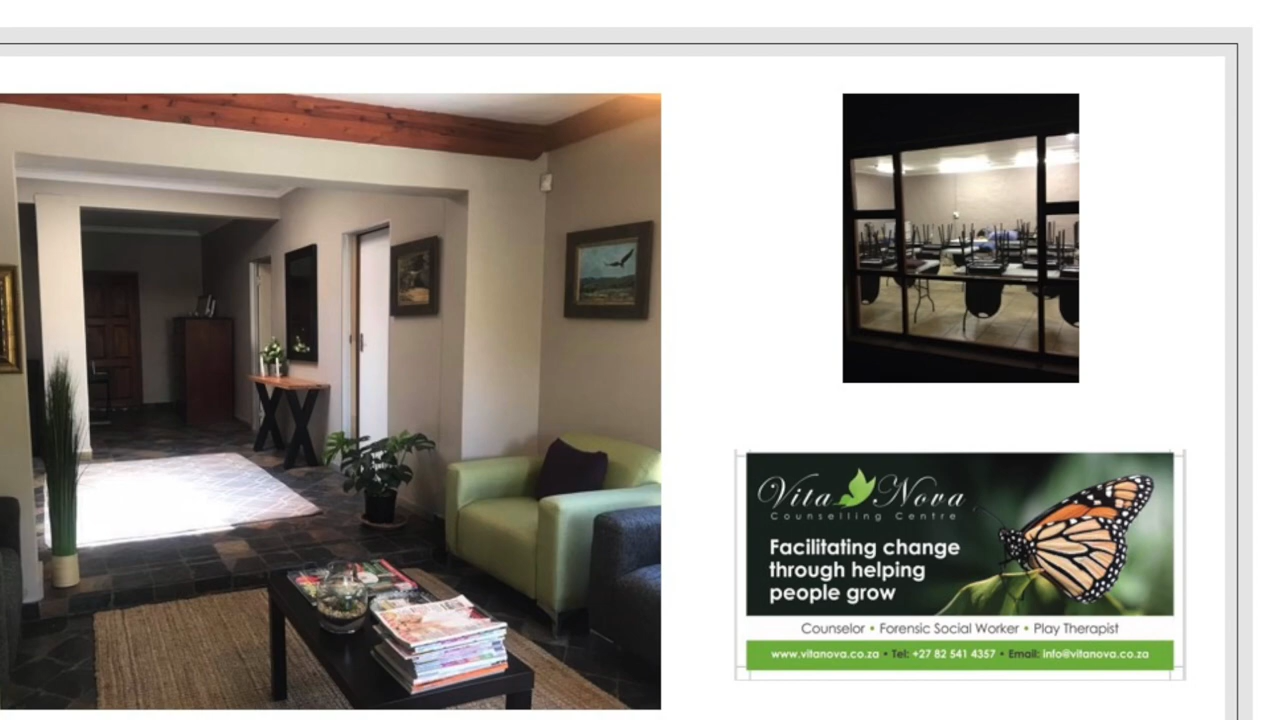 Vita Nova
Counselling Centre
Facilitating change
through helping
people grow
Counselor • Forensic Social Worker • Play Therapist
www.vitanova.co.za • Tel: +27 82 541 4357 • Email: info@vitanova.co.za